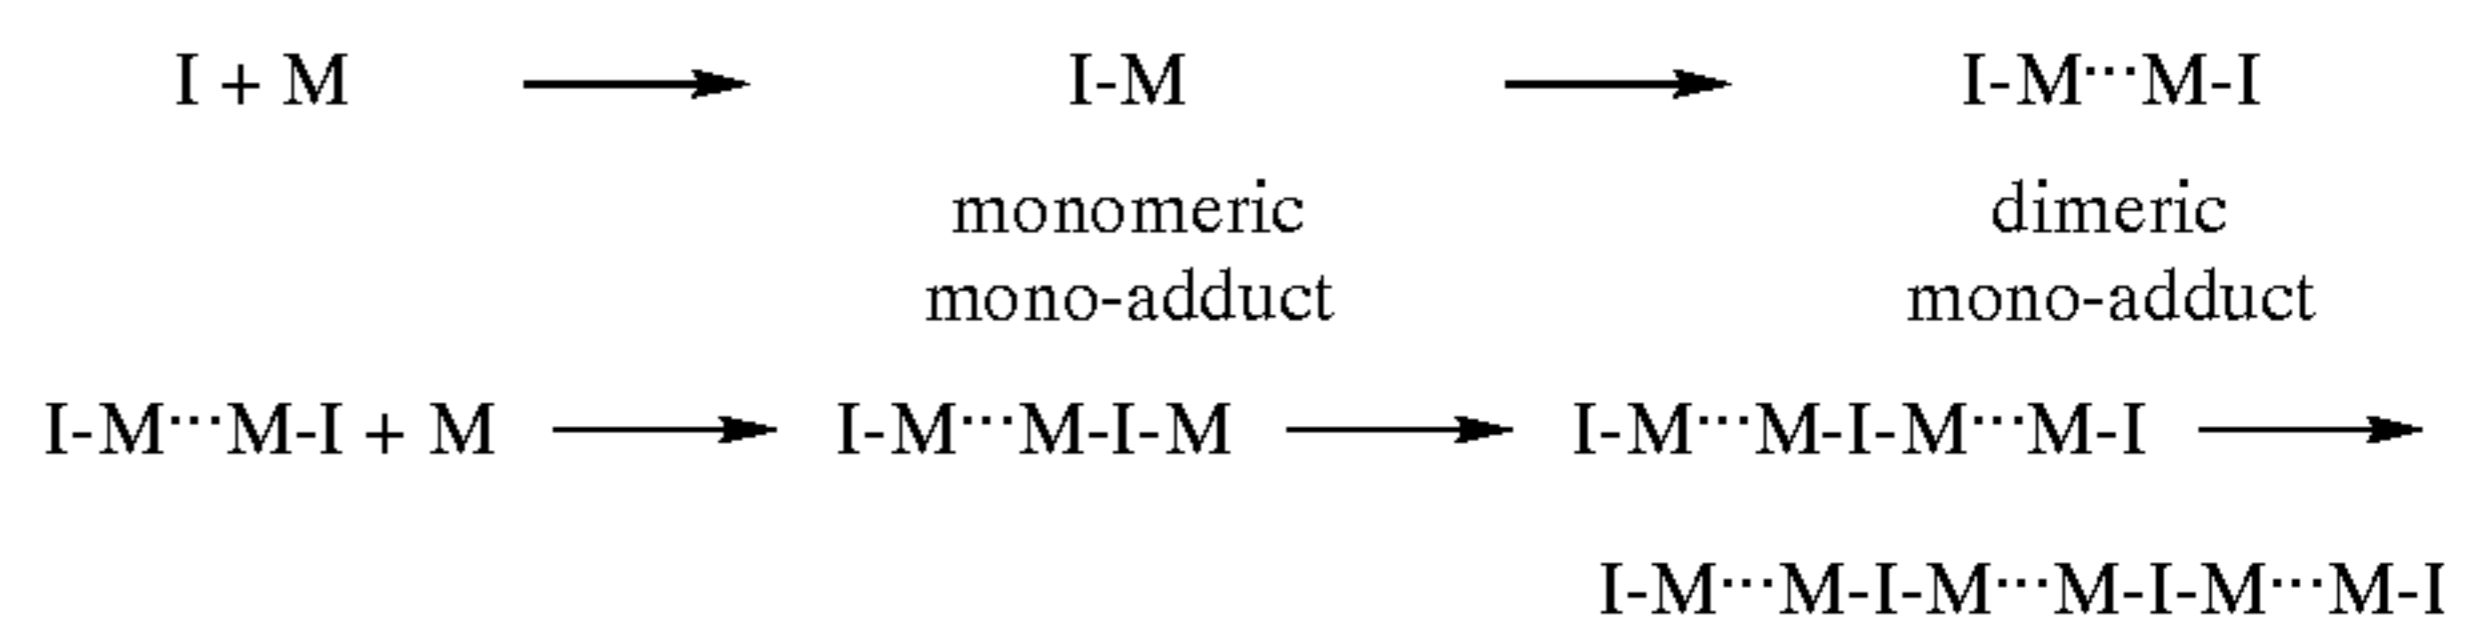 I + M ⟶ I-M ⟶ I-M···M-I
monomeric dimeric
mono-adduct mono-adduct
I-M···M-I + M ⟶ I-M···M-I-M ⟶ I-M···M-I-M···M-I ⟶
I-M···M-I-M···M-I-M···M-I